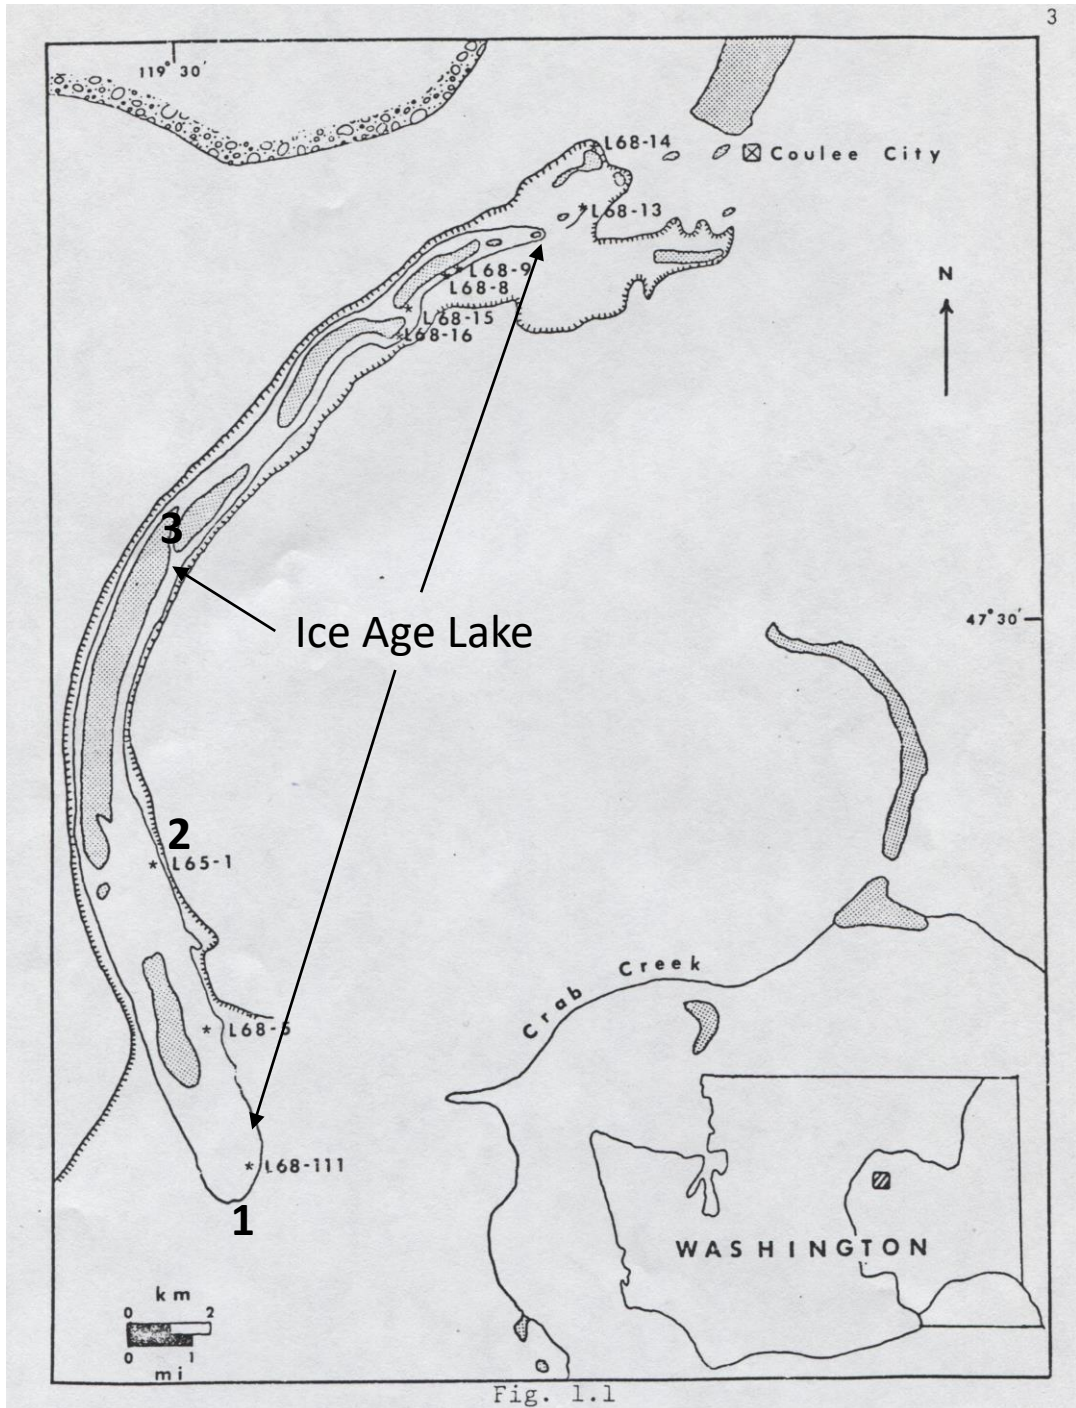 3
119° 30'
L68-14
Coulee City
L68-13
L68-9
L68-8
N
L68-15
L68-16
3
Ice Age Lake
47° 30'
2
L65-1
Crab Creek
L68-5
L68-111
1
WASHINGTON
km
0 2
0 1
mi
Fig. 1.1